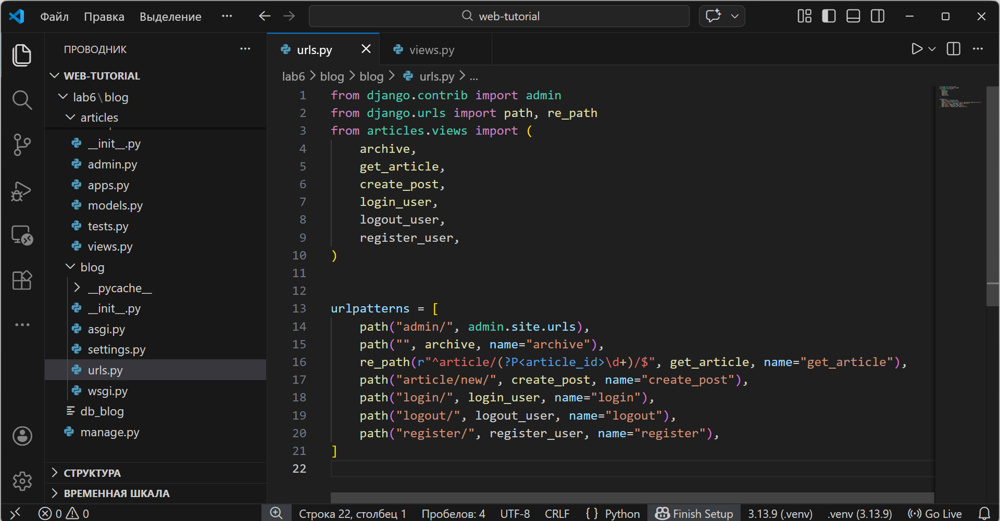 Файл Правка Выделение ··· web-tutorial
ПРОВОДНИК ···
WEB-TUTORIAL
lab6\blog
articles
__init__.py
admin.py
apps.py
models.py
tests.py
views.py
blog
__pycache__
__init__.py
asgi.py
settings.py
urls.py
wsgi.py
db_blog
manage.py
СТРУКТУРА
ВРЕМЕННАЯ ШКАЛА
urls.py views.py
lab6 > blog > blog > urls.py > ...
1 from django.contrib import admin
2 from django.urls import path, re_path
3 from articles.views import (
4 archive,
5 get_article,
6 create_post,
7 login_user,
8 logout_user,
9 register_user,
10 )
11
12
13 urlpatterns = [
14 path("admin/", admin.site.urls),
15 path("", archive, name="archive"),
16 re_path(r"^article/(?P<article_id>\d+)/$", get_article, name="get_article"),
17 path("article/new/", create_post, name="create_post"),
18 path("login/", login_user, name="login"),
19 path("logout/", logout_user, name="logout"),
20 path("register/", register_user, name="register"),
21 ]
22
0 0 Строка 22, столбец 1 Пробелов: 4 UTF-8 CRLF { } Python Finish Setup 3.13.9 (.venv) .venv (3.13.9) Go Live